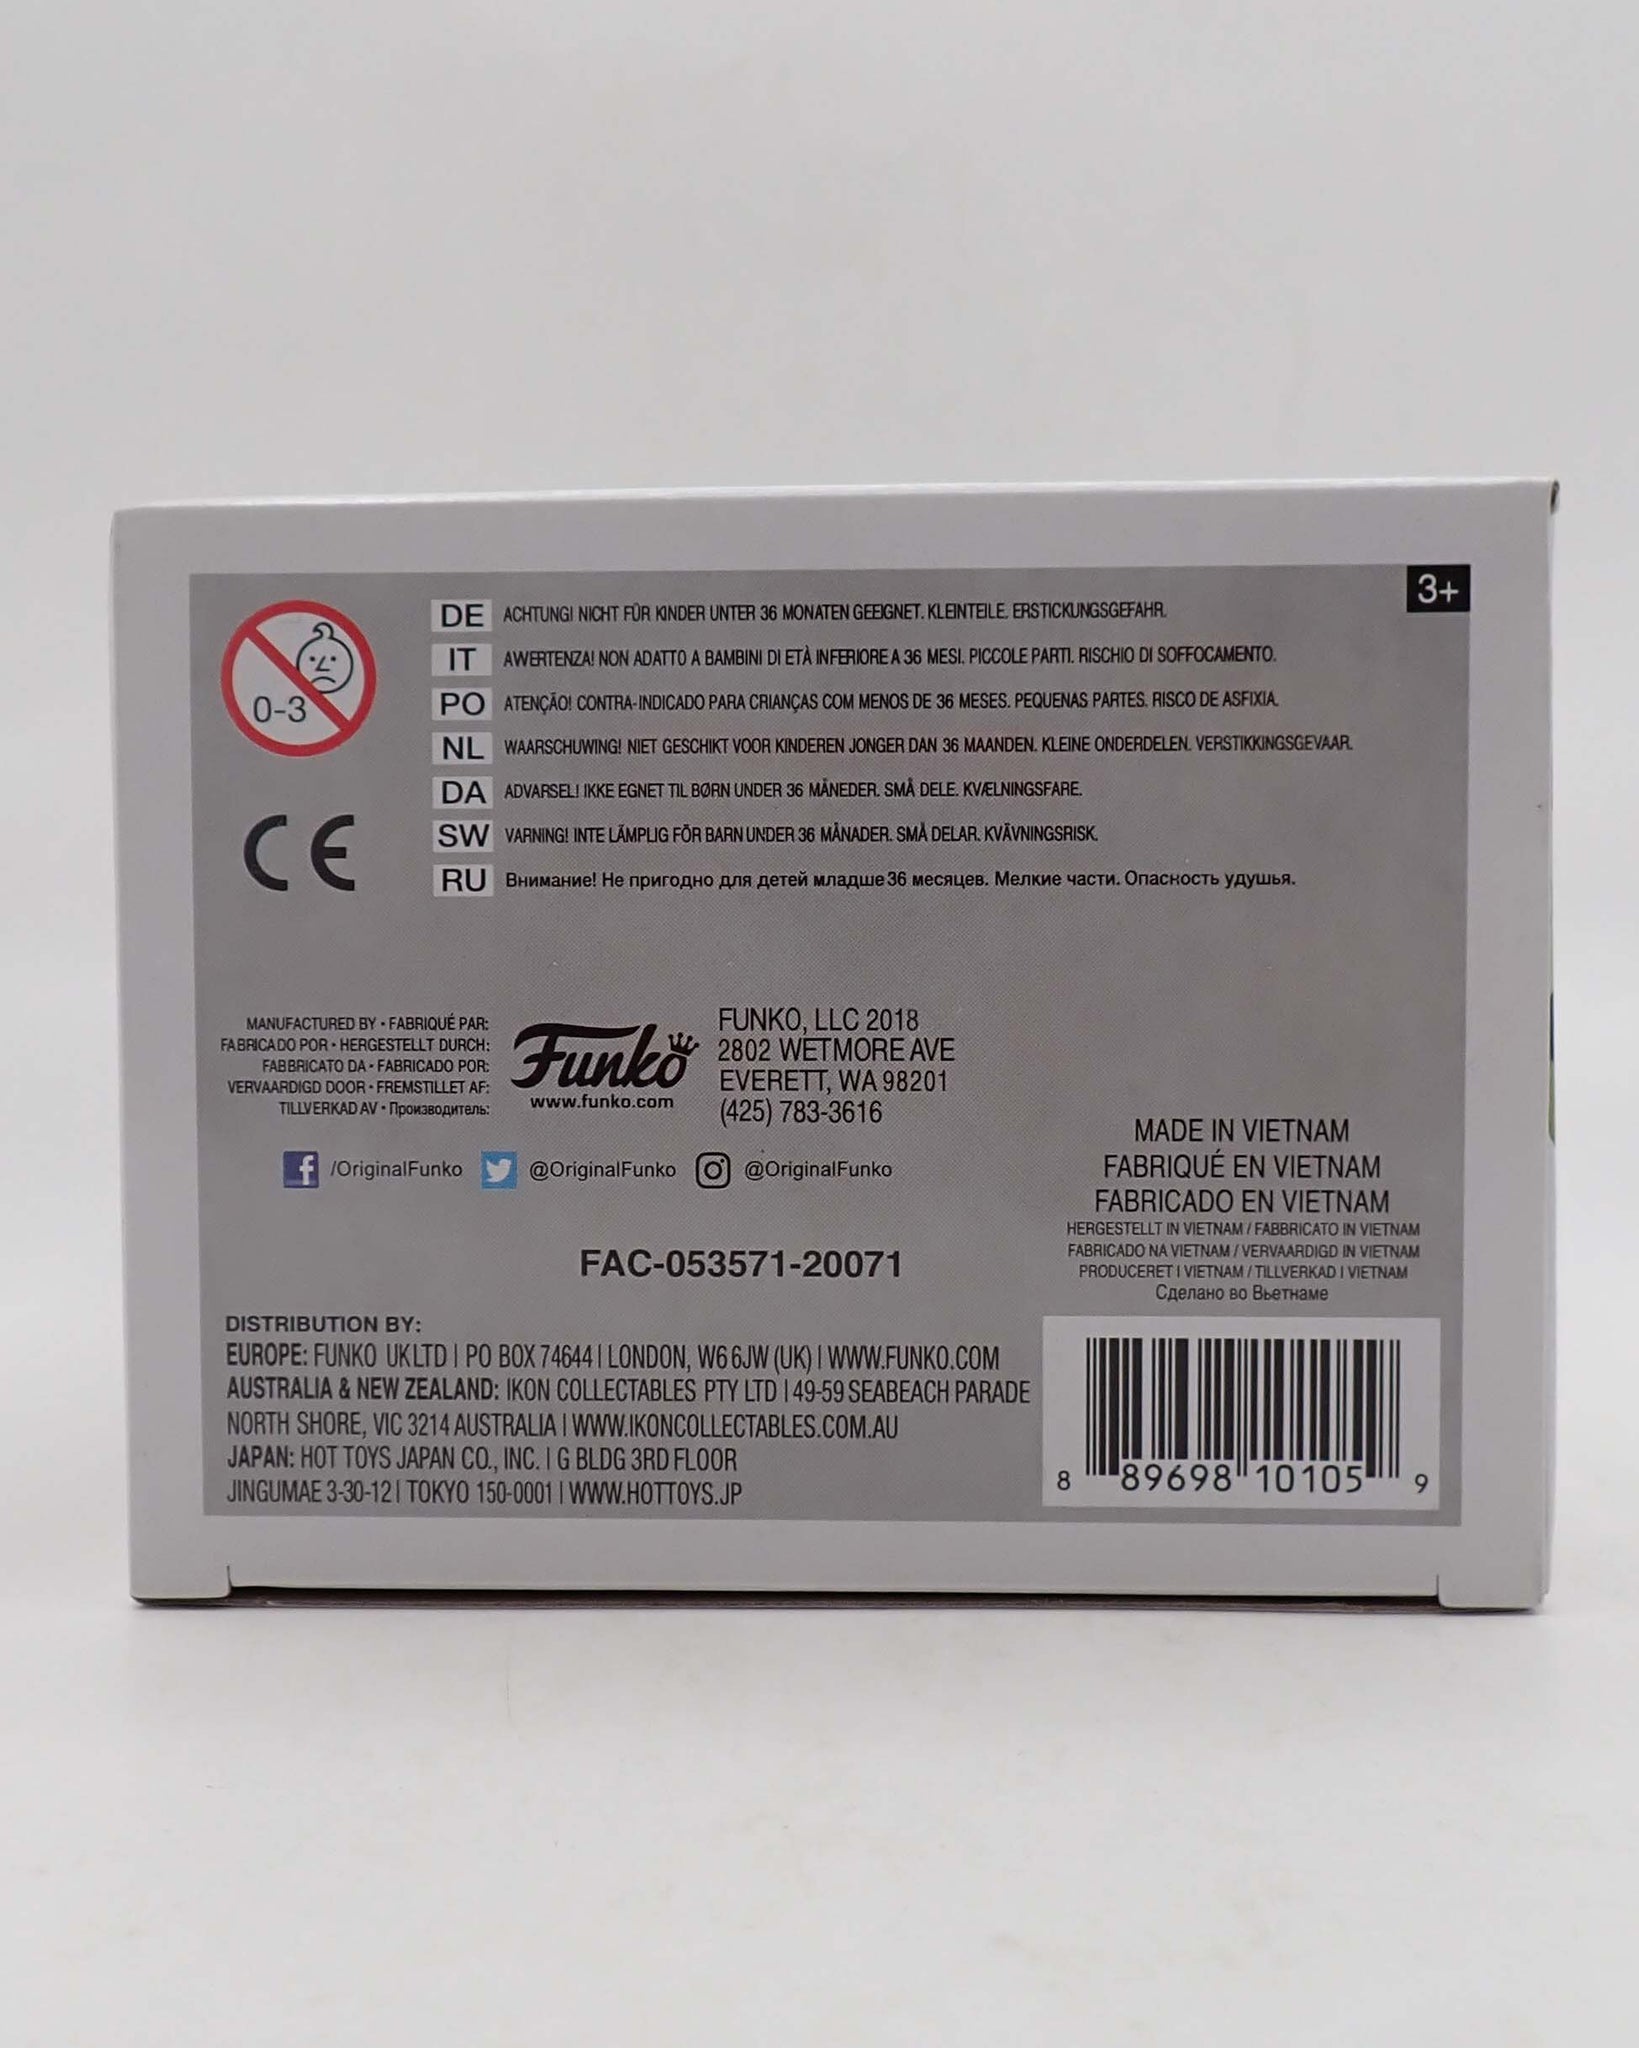 3+
0-3
DE ACHTUNG! NICHT FÜR KINDER UNTER 36 MONATEN GEEIGNET. KLEINTEILE. ERSTICKUNGSGEFAHR.
IT AWERTENZA! NON ADATTO A BAMBINI DI ETÀ INFERIORE A 36 MESI. PICCOLE PARTI. RISCHIO DI SOFFOCAMENTO.
PO ATENÇÃO! CONTRA-INDICADO PARA CRIANÇAS COM MENOS DE 36 MESES. PEQUENAS PARTES. RISCO DE ASFIXIA.
NL WAARSCHUWING! NIET GESCHIKT VOOR KINDEREN JONGER DAN 36 MAANDEN. KLEINE ONDERDELEN. VERSTIKKINGSGEVAAR.
DA ADVARSEL! IKKE EGNET TIL BØRN UNDER 36 MÅNEDER. SMÅ DELE. KVÆLNINGSFARE.
SW VARNING! INTE LÄMPLIG FÖR BARN UNDER 36 MÅNADER. SMÅ DELAR. KVÄVNINGSRISK.
RU Внимание! Не пригодно для детей младше 36 месяцев. Мелкие части. Опасность удушья.
CE
MANUFACTURED BY • FABRIQUÉ PAR:
FABRICADO POR • HERGESTELLT DURCH:
FABBRICATO DA • FABRICADO POR:
VERVAARDIGD DOOR • FREMSTILLET AF:
TILLVERKAD AV • Производитель:
Funko
www.funko.com
FUNKO, LLC 2018
2802 WETMORE AVE
EVERETT, WA 98201
(425) 783-3616
/OriginalFunko @OriginalFunko @OriginalFunko
MADE IN VIETNAM
FABRIQUÉ EN VIETNAM
FABRICADO EN VIETNAM
HERGESTELLT IN VIETNAM / FABBRICATO IN VIETNAM
FABRICADO NA VIETNAM / VERVAARDIGD IN VIETNAM
PRODUCERET I VIETNAM / TILLVERKAD I VIETNAM
Сделано во Вьетнаме
FAC-053571-20071
DISTRIBUTION BY:
EUROPE: FUNKO UK LTD | PO BOX 74644 | LONDON, W6 6JW (UK) | WWW.FUNKO.COM
AUSTRALIA & NEW ZEALAND: IKON COLLECTABLES PTY LTD | 49-59 SEABEACH PARADE
NORTH SHORE, VIC 3214 AUSTRALIA | WWW.IKONCOLLECTABLES.COM.AU
JAPAN: HOT TOYS JAPAN CO., INC. | G BLDG 3RD FLOOR
JINGUMAE 3-30-12 | TOKYO 150-0001 | WWW.HOTTOYS.JP
8 89698 10105 9